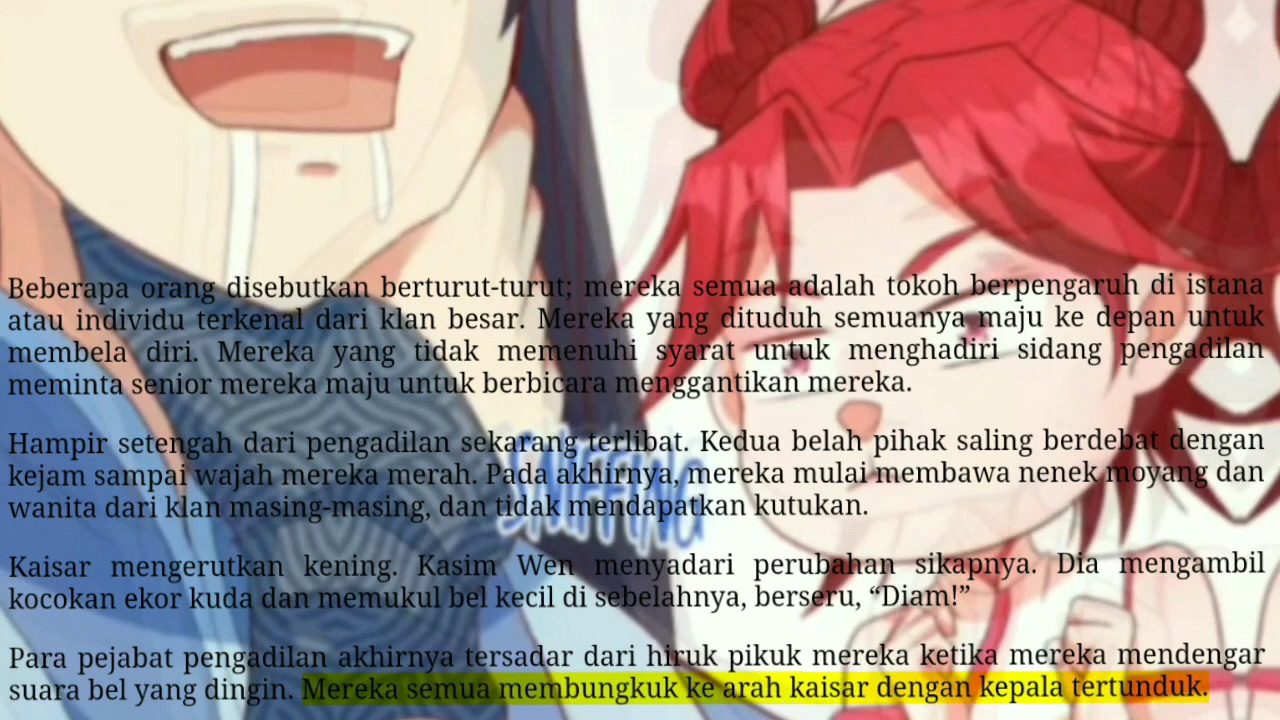 Beberapa orang disebutkan berturut-turut; mereka semua adalah tokoh berpengaruh di istana
atau individu terkenal dari klan besar. Mereka yang dituduh semuanya maju ke depan untuk
membela diri. Mereka yang tidak memenuhi syarat untuk menghadiri sidang pengadilan
meminta senior mereka maju untuk berbicara menggantikan mereka.
Hampir setengah dari pengadilan sekarang terlibat. Kedua belah pihak saling berdebat dengan
kejam sampai wajah mereka merah. Pada akhirnya, mereka mulai membawa nenek moyang dan
wanita dari klan masing-masing, dan tidak mendapatkan kutukan.
SNIFFING
Kaisar mengerutkan kening. Kasim Wen menyadari perubahan sikapnya. Dia mengambil
kocokan ekor kuda dan memukul bel kecil di sebelahnya, berseru, “Diam!”
Para pejabat pengadilan akhirnya tersadar dari hiruk pikuk mereka ketika mereka mendengar
suara bel yang dingin. Mereka semua membungkuk ke arah kaisar dengan kepala tertunduk.